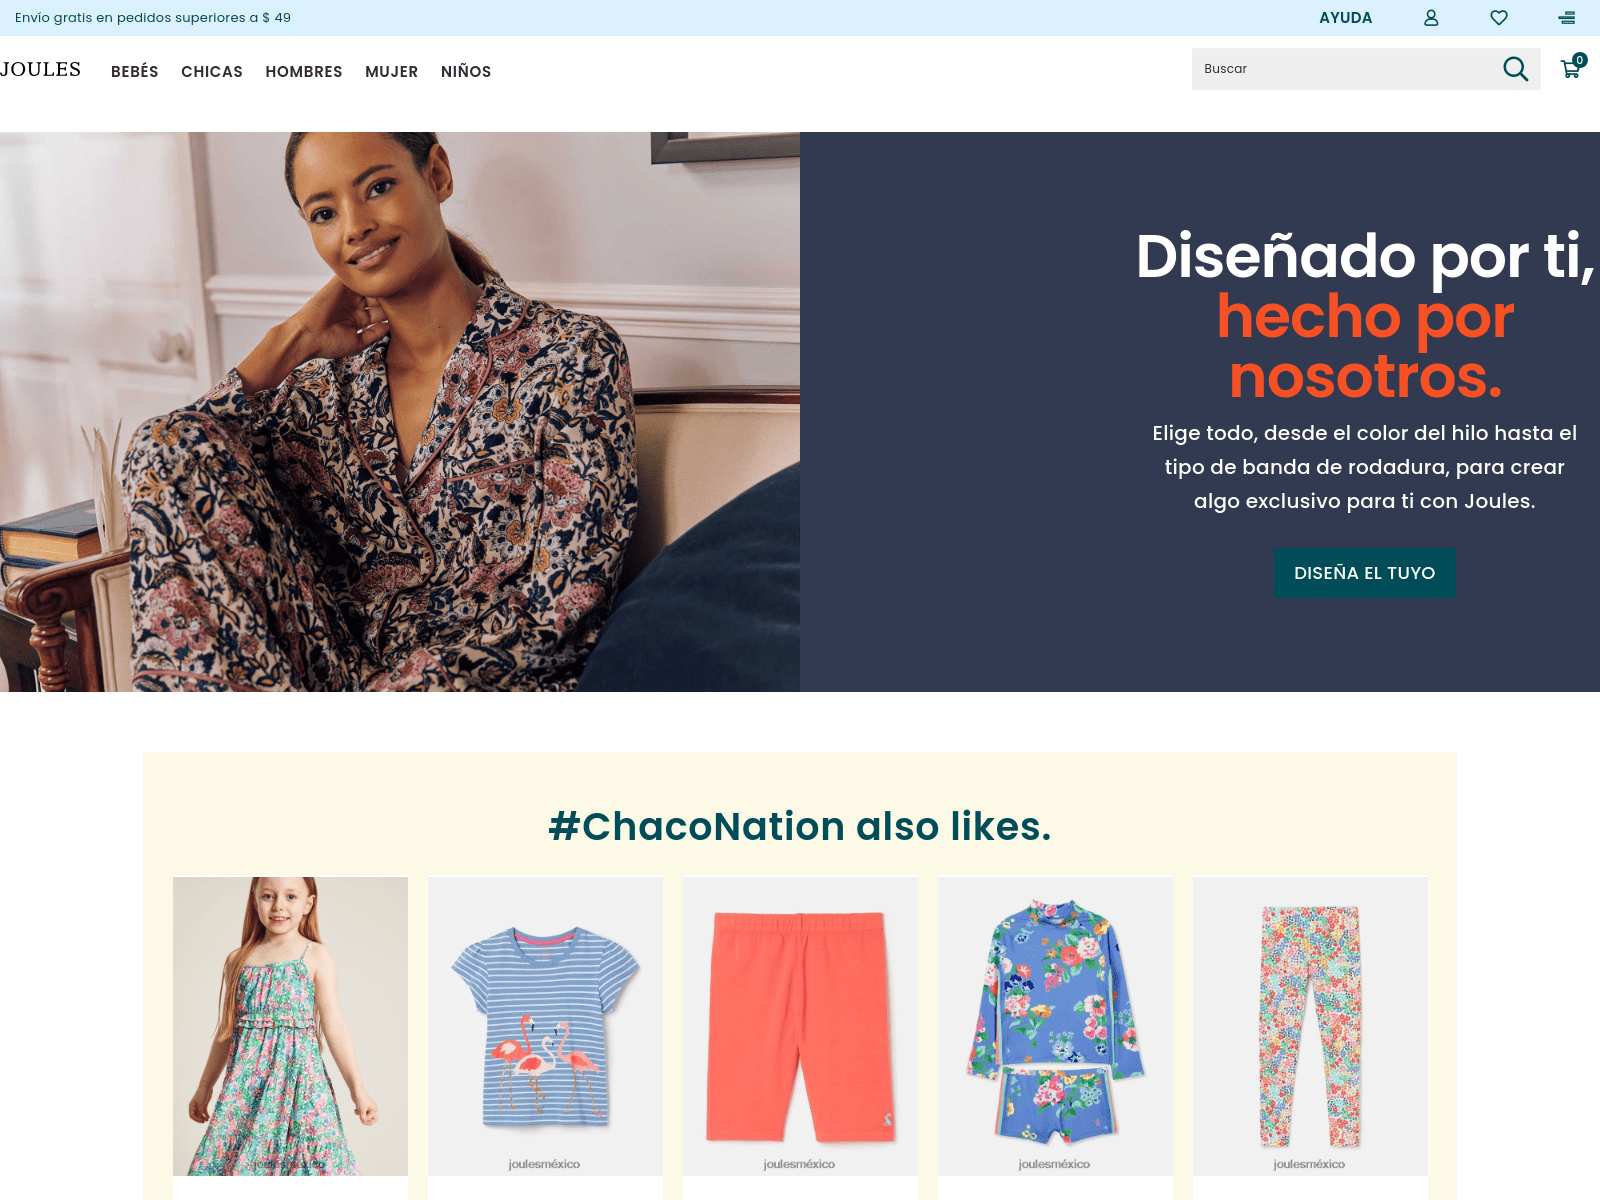 Envío gratis en pedidos superiores a $ 49
AYUDA
JOULES
BEBÉS CHICAS HOMBRES MUJER NIÑOS
Buscar
0
Diseñado por ti,
hecho por
nosotros.
Elige todo, desde el color del hilo hasta el
tipo de banda de rodadura, para crear
algo exclusivo para ti con Joules.
DISEÑA EL TUYO
#ChacoNation also likes.
joulesméxico
joulesméxico
joulesméxico
joulesméxico
joulesméxico